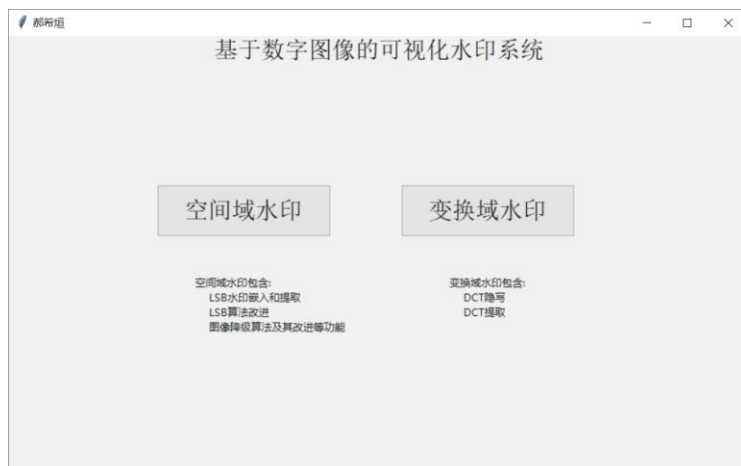 郝希烜
基于数字图像的可视化水印系统
空间域水印
变换域水印
空间域水印包含:
LSB水印嵌入和提取
LSB算法改进
图像降级算法及其改进等功能
变换域水印包含:
DCT隐写
DCT提取